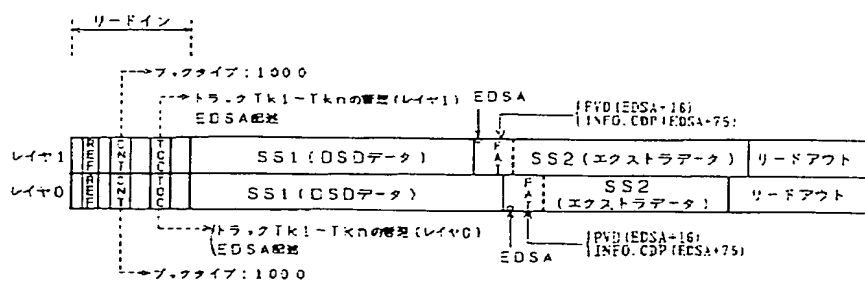 リードイン
ブックタイプ:1000
トラックTk1~Tknの管理(レイヤ1)
EDSA記述
EDSA
PVD(EDSA+16)
INFO.CDP(EDSA+75)
レイヤ1
REF
CNT
TOC
SS1(DSDデータ)
FAT
SS2(エクストラデータ)
リードアウト
レイヤ0
REF
CNT
TOC
SS1(DSDデータ)
FAT
SS2
(エクストラデータ)
リードアウト
トラックTk1~Tknの管理(レイヤ0)
EDSA記述
EDSA
PVD(EDSA+16)
INFO.CDP(EDSA+75)
ブックタイプ:1000